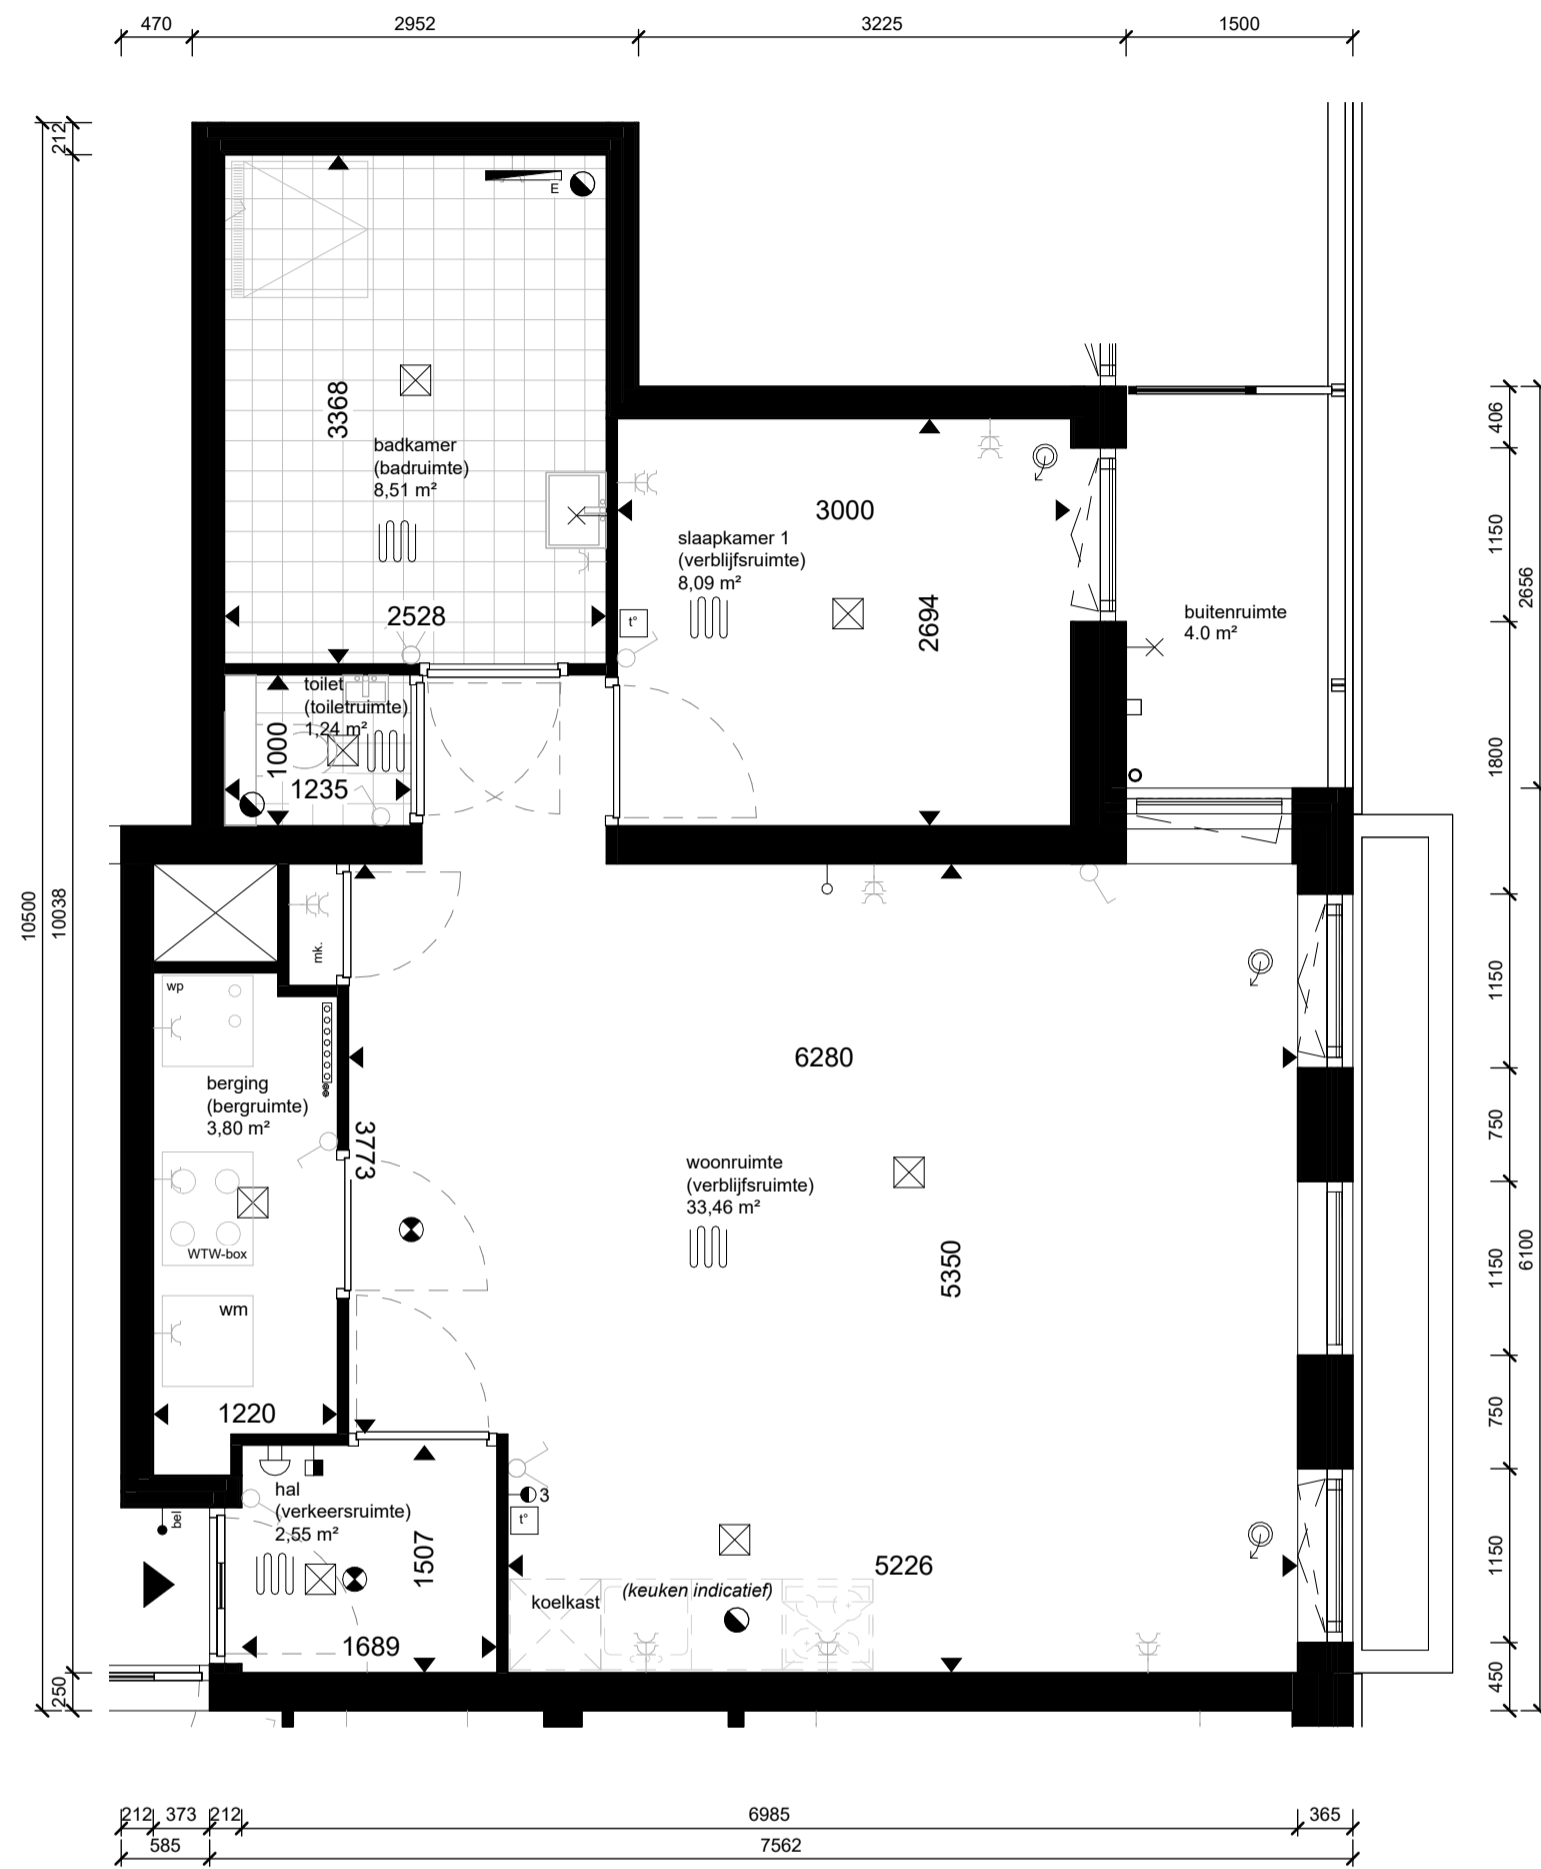 470
2952
3225
1500
212
10500
10038
250
E
3368
badkamer
(badruimte)
8,51 m²
2528
3000
slaapkamer 1
(verblijfsruimte)
8,09 m²
t°
2694
buitenruimte
4.0 m²
406
1150
2656
1800
toilet
(toiletruimte)
1,24 m²
1000
1235
mk.
wp
berging
(bergruimte)
3,80 m²
WTW-box
wm
1220
3773
6280
woonruimte
(verblijfsruimte)
33,46 m²
5350
1150
750
1150
6100
750
1150
450
bel
hal
(verkeersruimte)
2,55 m²
1507
1689
3
t°
5226
koelkast
(keuken indicatief)
212
373
212
6985
365
585
7562